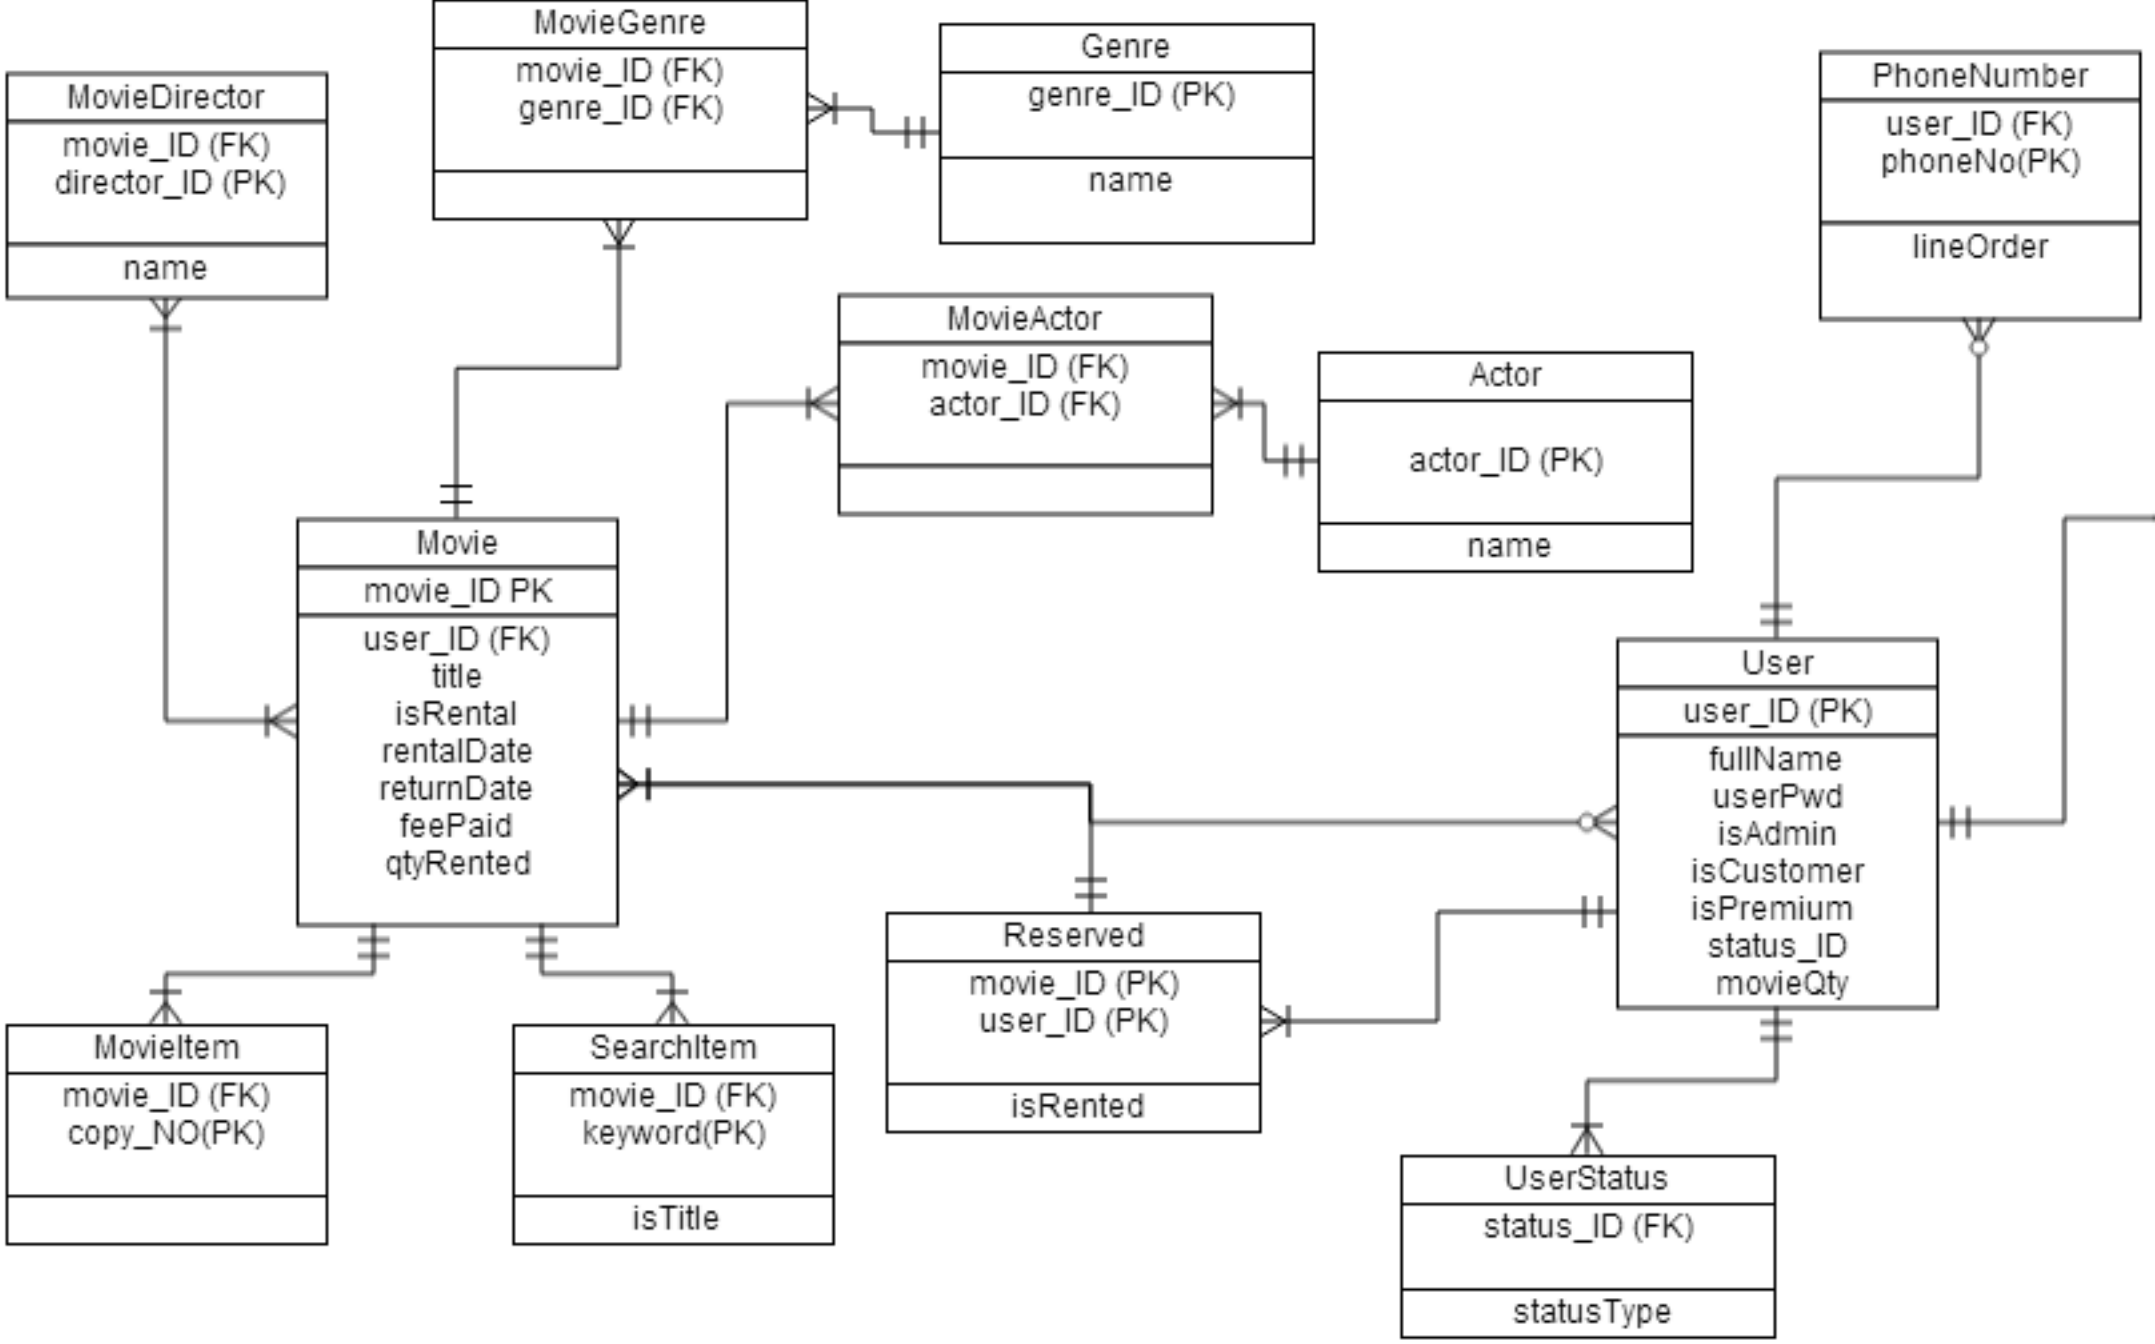 MovieGenre
movie_ID (FK)
genre_ID (FK)
Genre
genre_ID (PK)
name
PhoneNumber
user_ID (FK)
phoneNo(PK)
lineOrder
MovieDirector
movie_ID (FK)
director_ID (PK)
name
MovieActor
movie_ID (FK)
actor_ID (FK)
Actor
actor_ID (PK)
name
Movie
movie_ID PK
user_ID (FK)
title
isRental
rentalDate
returnDate
feePaid
qtyRented
User
user_ID (PK)
fullName
userPwd
isAdmin
isCustomer
isPremium
status_ID
movieQty
Reserved
movie_ID (PK)
user_ID (PK)
isRented
MovieItem
movie_ID (FK)
copy_NO(PK)
SearchItem
movie_ID (FK)
keyword(PK)
isTitle
UserStatus
status_ID (FK)
statusType